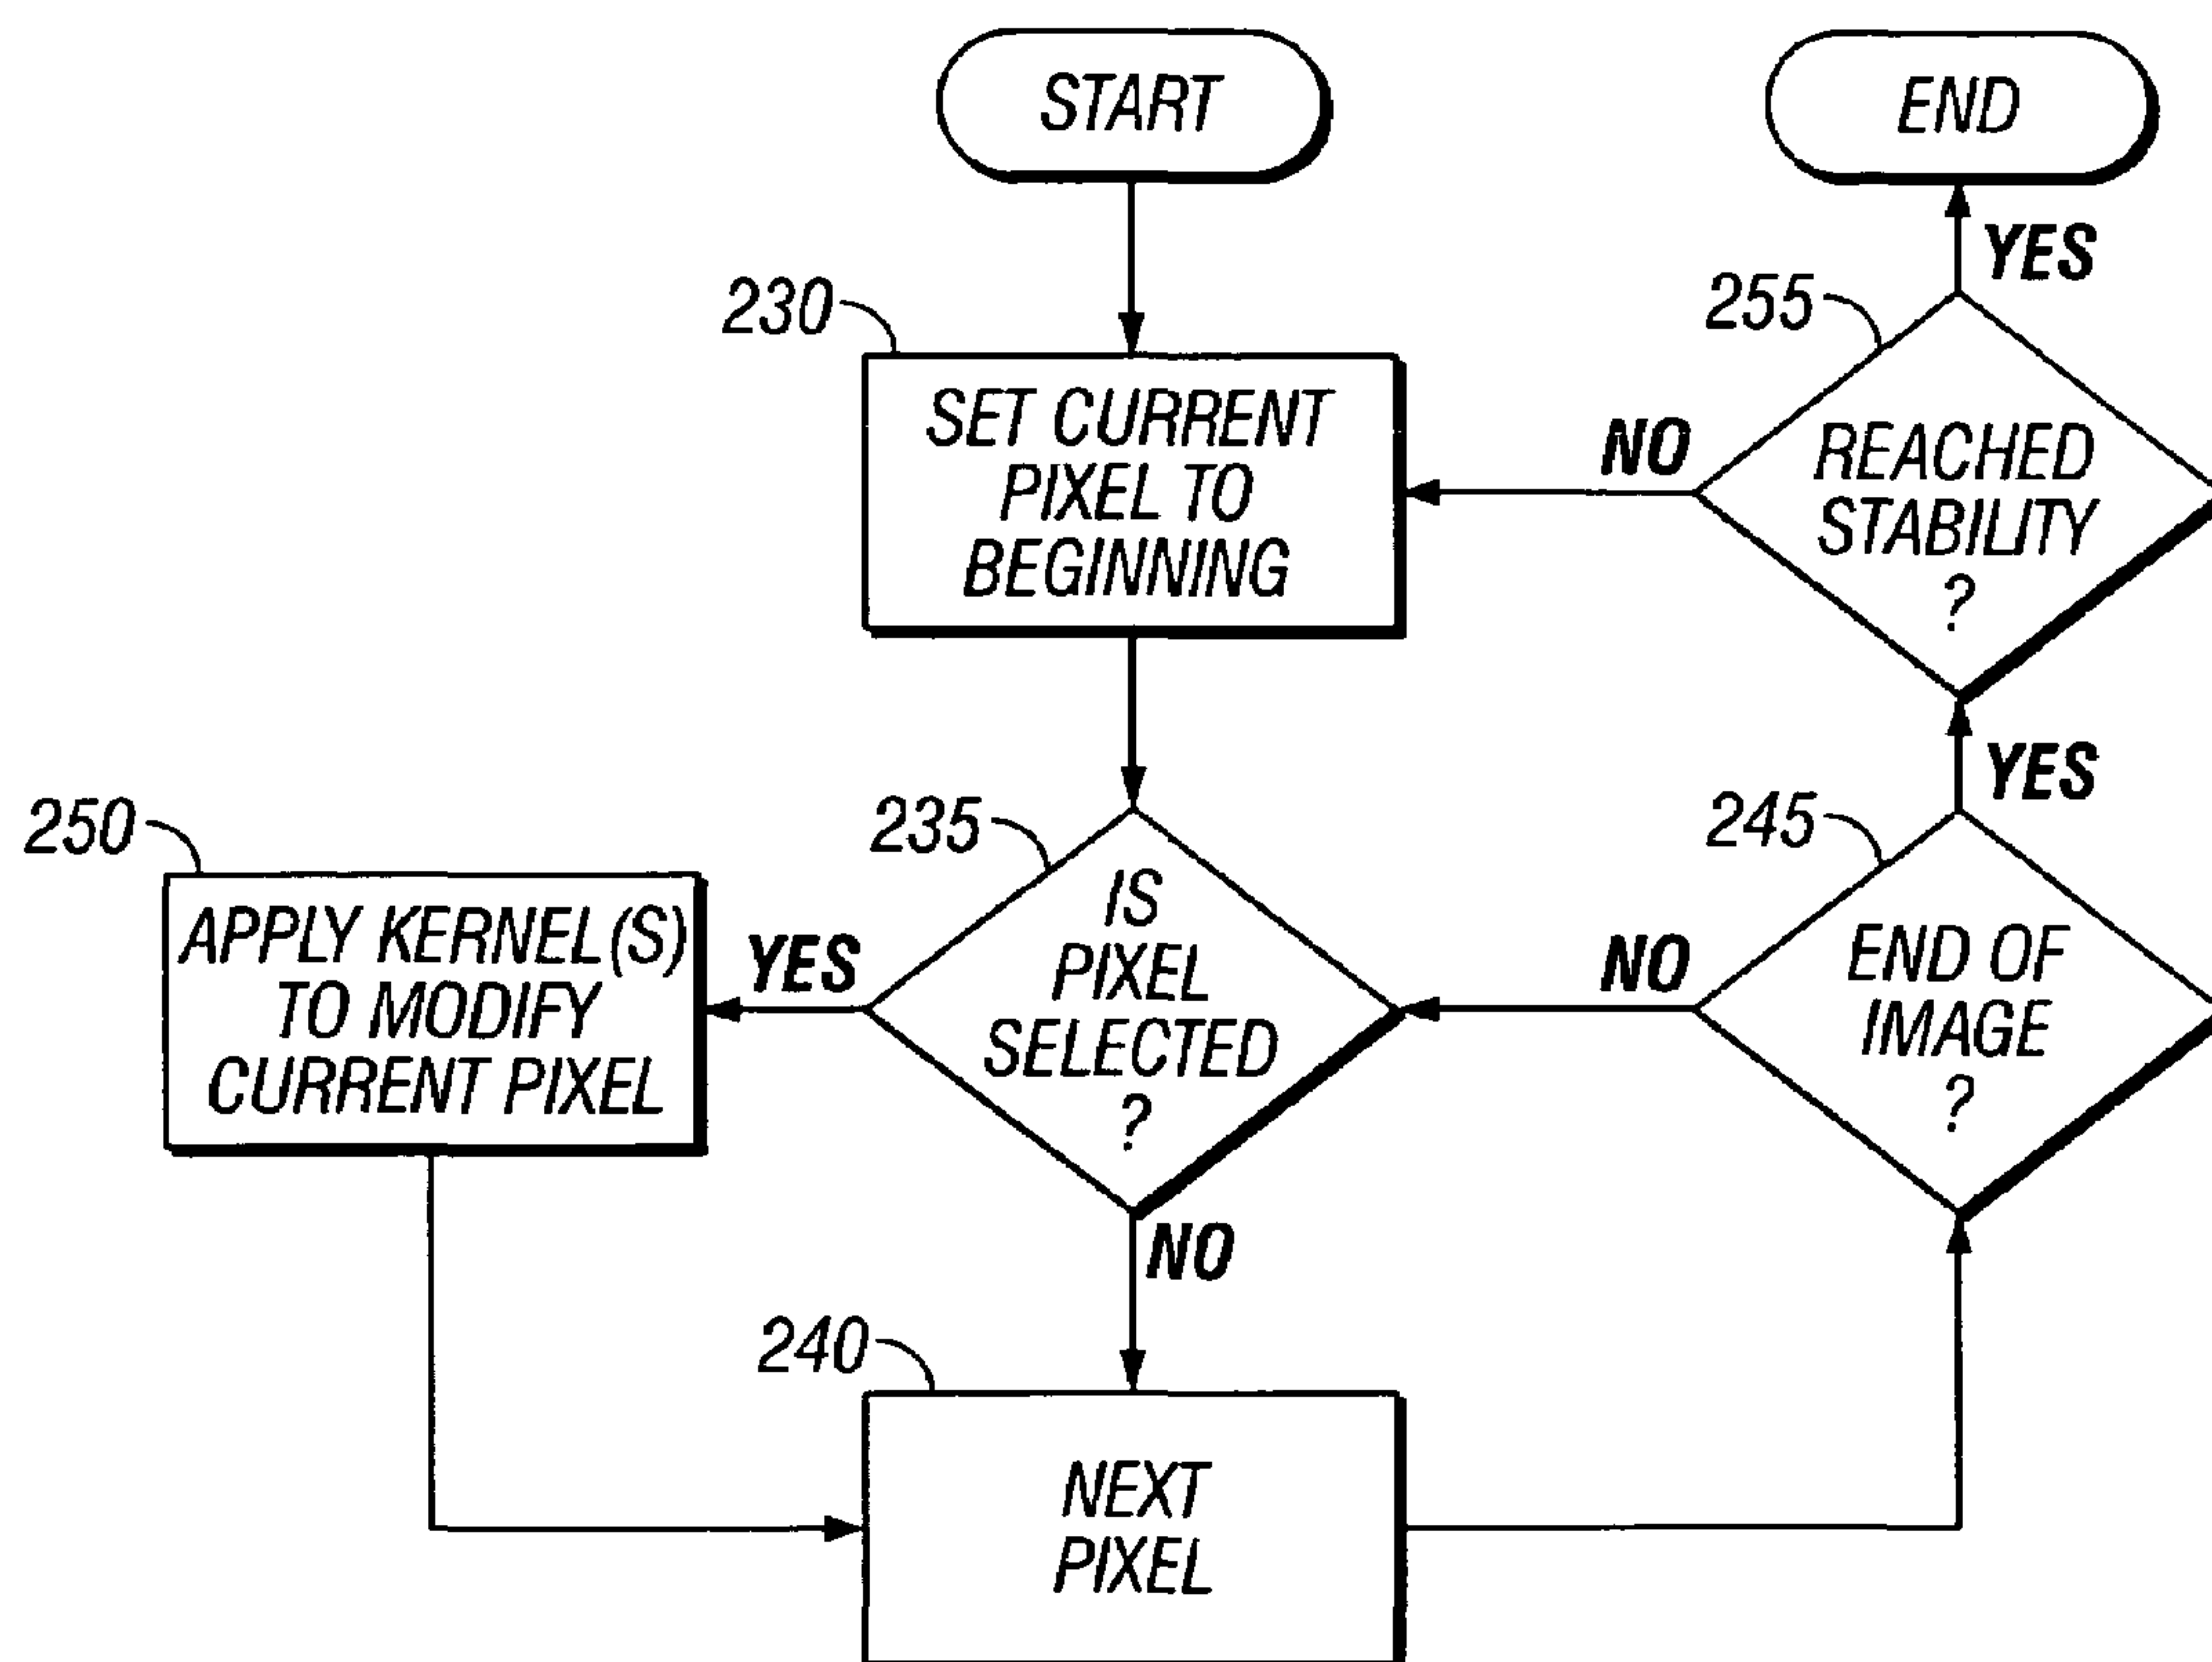 START
END
YES
230
255
SET CURRENT
PIXEL TO
BEGINNING
NO
REACHED
STABILITY
?
YES
250
235
245
APPLY KERNEL(S)
TO MODIFY
CURRENT PIXEL
YES
IS
PIXEL
SELECTED
?
NO
END OF
IMAGE
?
NO
240
NEXT
PIXEL